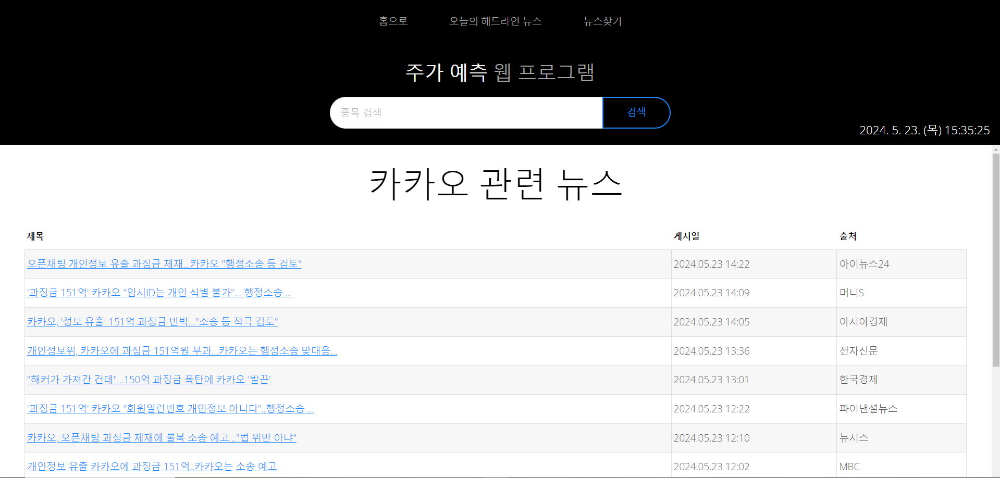 홈으로 오늘의 헤드라인 뉴스 뉴스찾기
주가 예측 웹 프로그램
종목 검색 검색
2024. 5. 23. (목) 15:35:25
카카오 관련 뉴스
제목 게시일 출처
오픈채팅 개인정보 유출 과징금 제재...카카오 "행정소송 등 검토" 2024.05.23 14:22 아이뉴스24
'과징금 151억' 카카오 "임시ID는 개인 식별 불가"... 행정소송 ... 2024.05.23 14:09 머니S
카카오, '정보 유출' 151억 과징금 반박..."소송 등 적극 검토" 2024.05.23 14:05 아시아경제
개인정보위, 카카오에 과징금 151억원 부과...카카오는 행정소송 맞대응... 2024.05.23 13:36 전자신문
"해커가 가져간 건데"...150억 과징금 폭탄에 카카오 '발끈' 2024.05.23 13:01 한국경제
'과징금 151억' 카카오 "회원일련번호 개인정보 아니다"..행정소송 ... 2024.05.23 12:22 파이낸셜뉴스
카카오, 오픈채팅 과징금 제재에 불복 소송 예고..."법 위반 아냐" 2024.05.23 12:10 뉴시스
개인정보 유출 카카오에 과징금 151억..카카오는 소송 예고 2024.05.23 12:02 MBC